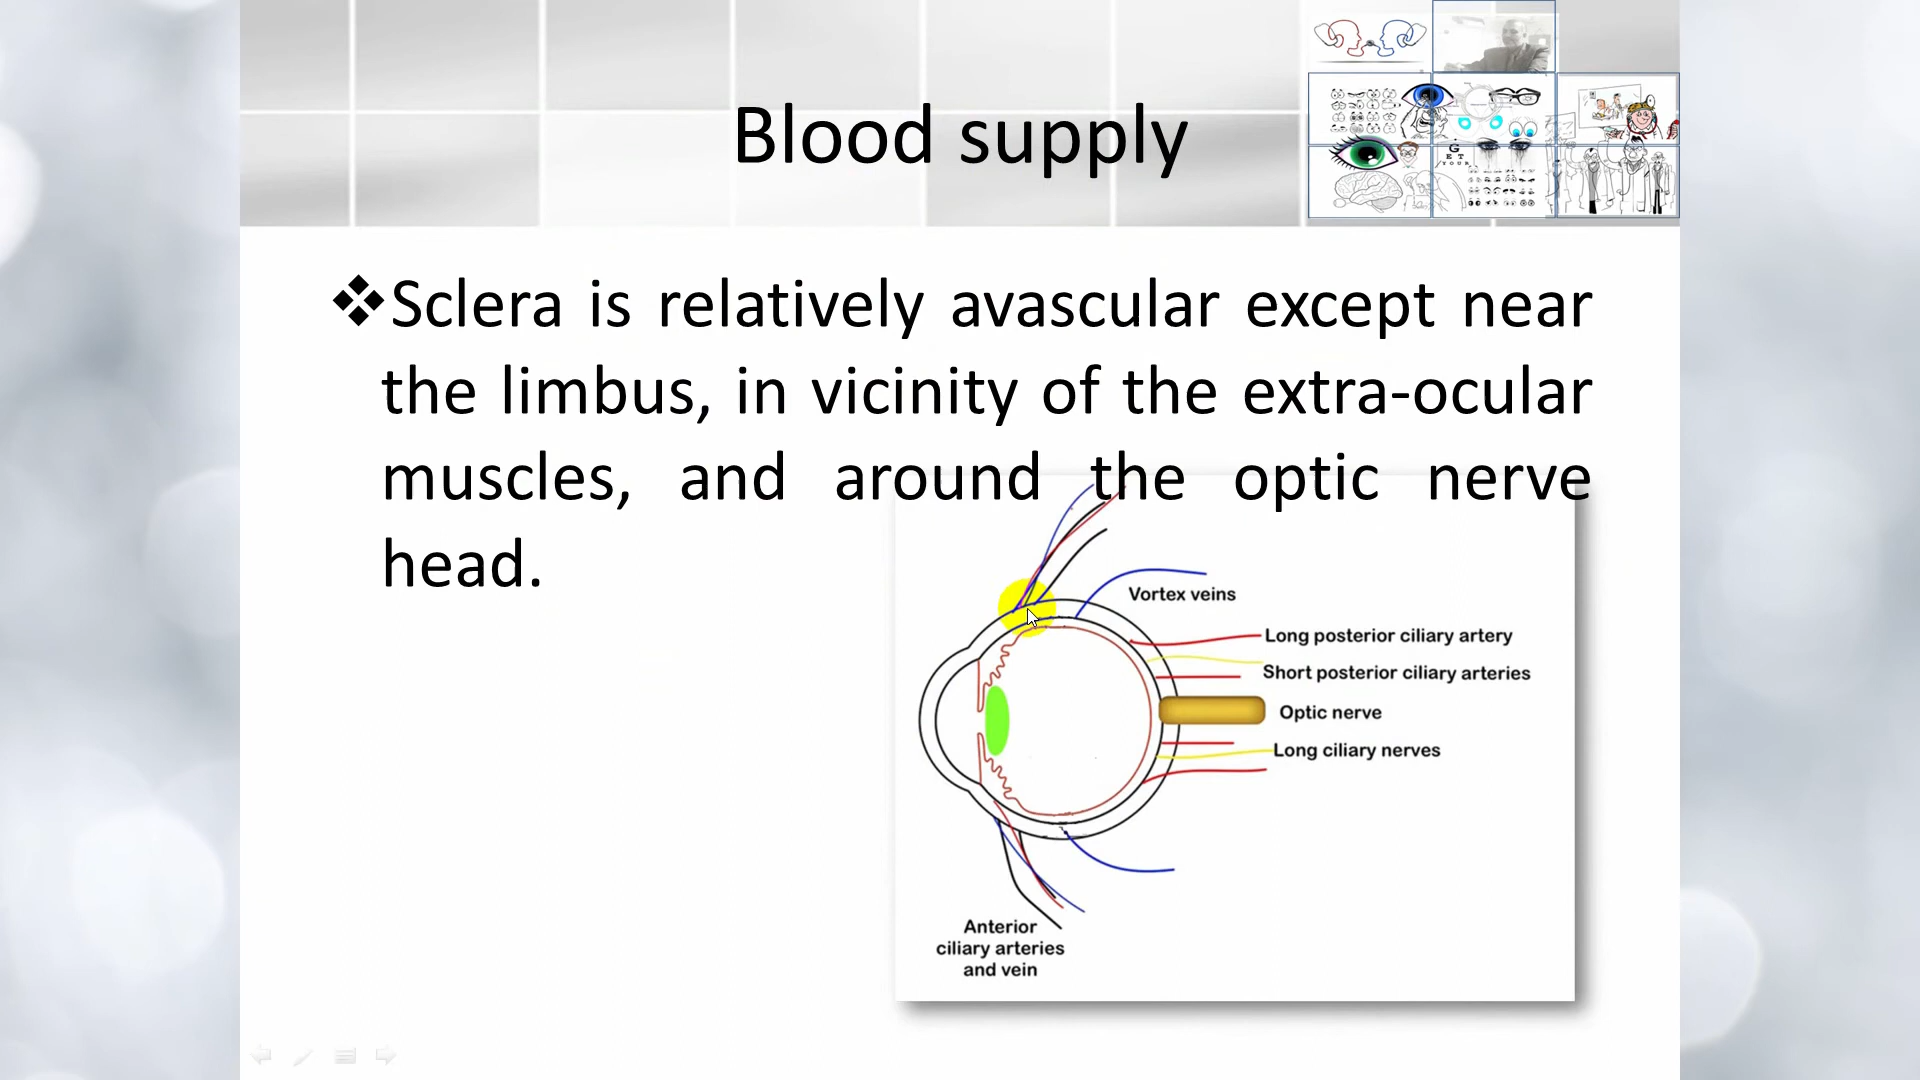 Blood supply
G
E T
Y O U R
❖Sclera is relatively avascular except near
the limbus, in vicinity of the extra-ocular
muscles, and around the optic nerve
head.
Vortex veins
Long posterior ciliary artery
Short posterior ciliary arteries
Optic nerve
Long ciliary nerves
Anterior
ciliary arteries
and vein